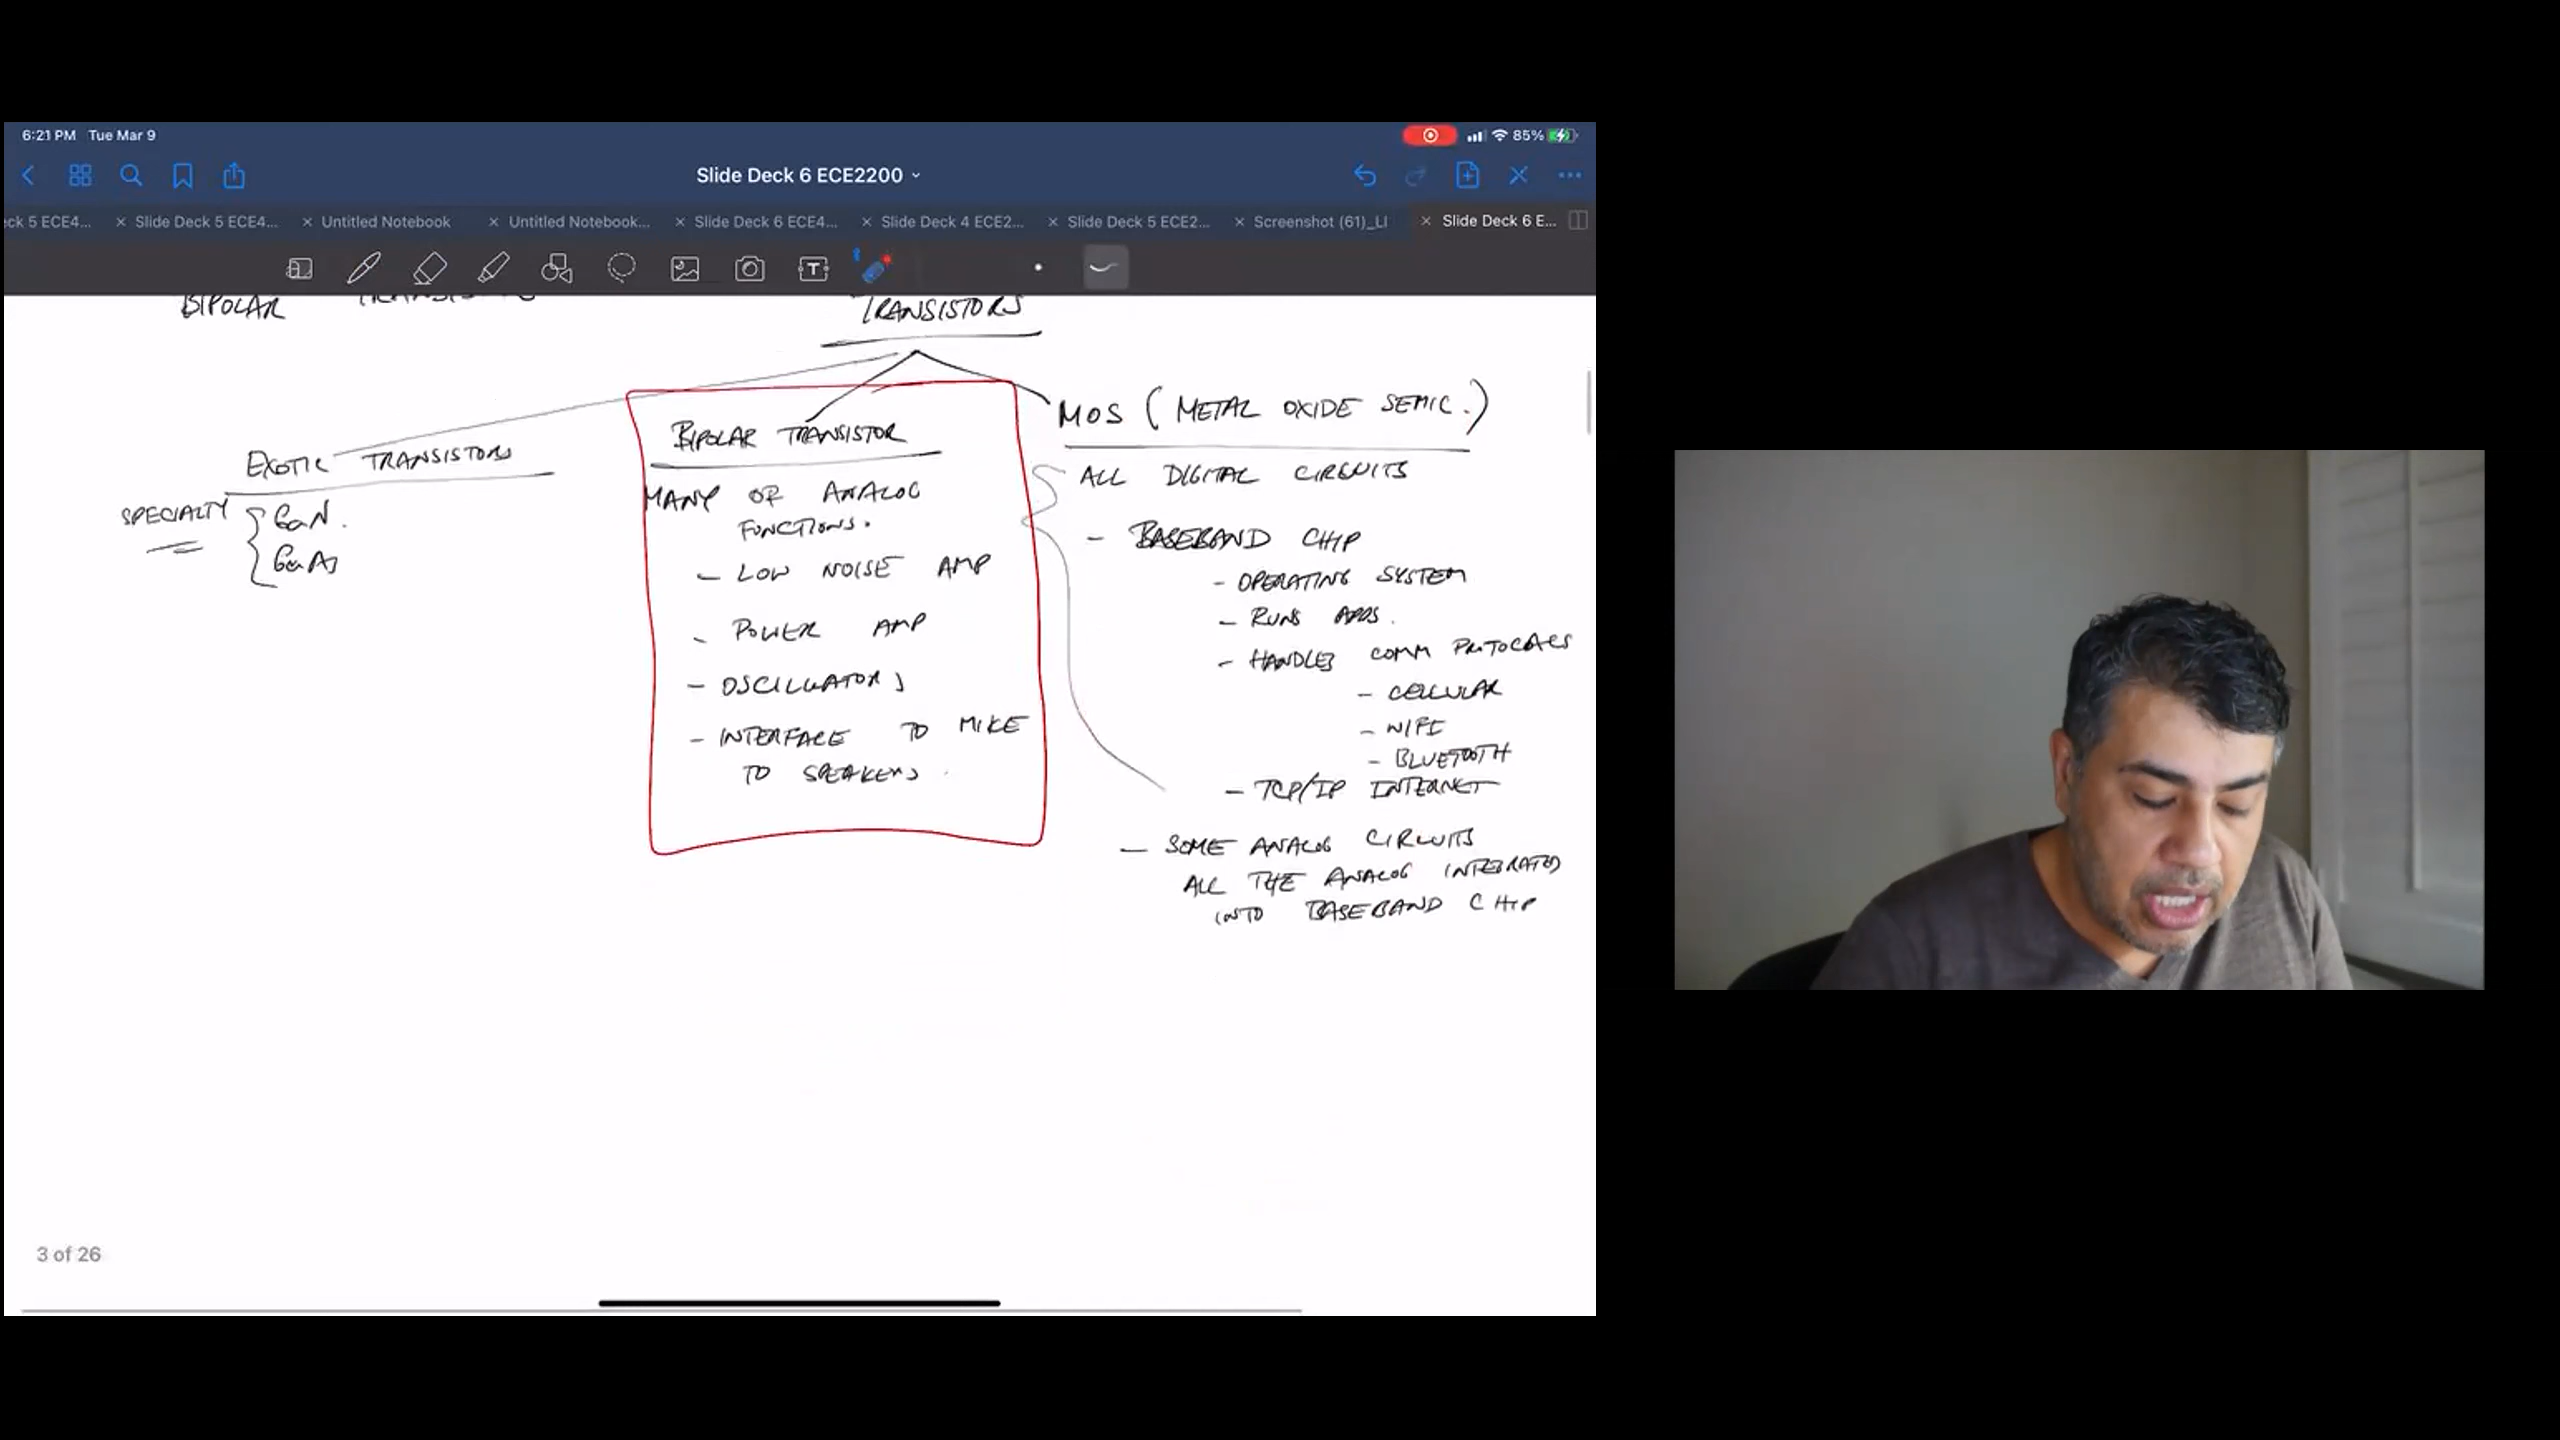 6:21 PM Tue Mar 9
85%
Slide Deck 6 ECE2200
ck 5 ECE4...
Slide Deck 5 ECE4...
Untitled Notebook
Untitled Notebook...
Slide Deck 6 ECE4...
Slide Deck 4 ECE2...
Slide Deck 5 ECE2...
Screenshot (61)_LI
Slide Deck 6 E...
BIPOLAR
TRANSISTORS
EXOTIC TRANSISTORS
SPECIALTY
GaN.
GaAs
BIPOLAR TRANSISTOR
MANY OF ANALOG
FUNCTIONS.
- LOW NOISE AMP
- POWER AMP
- OSCILLATORS
- INTERFACE TO MIKE
TO SPEAKERS
MOS (METAL OXIDE SEMIC.)
ALL DIGITAL CIRCUITS
- BASEBAND CHIP
- OPERATING SYSTEM
- RUNS APPS.
- HANDLES COMM PROTOCALS
- CELLULAR
- WIFI
- BLUETOOTH
- TCP/IP INTERNET
- SOME ANALOG CIRCUITS
ALL THE ANALOG INTEGRATED
INTO BASEBAND CHIP
3 of 26